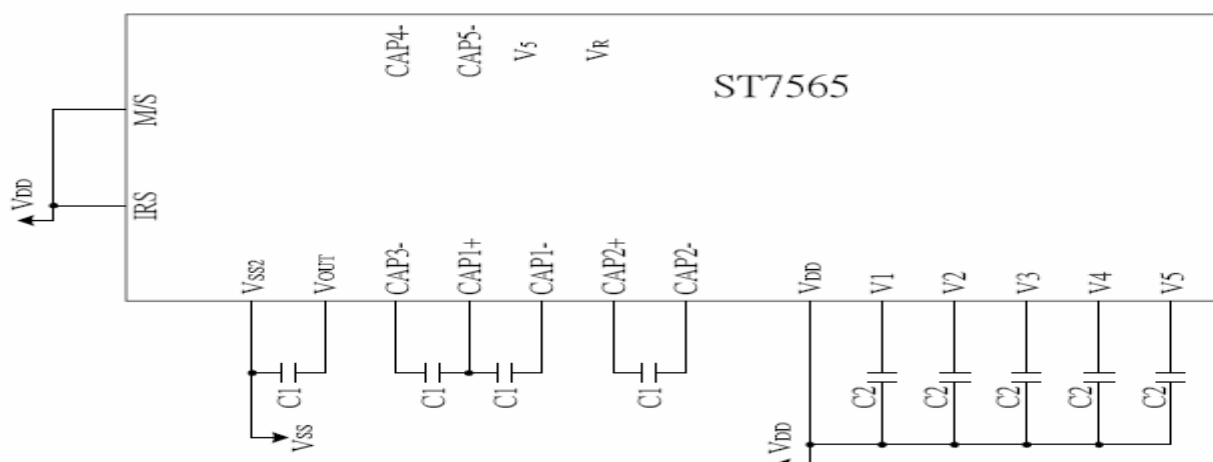 CAP4-
CAP5-
V5
VR
ST7565
M/S
VDD
IRS
VSS2
VOUT
CAP3-
CAP1+
CAP1-
CAP2+
CAP2-
VDD
V1
V2
V3
V4
V5
C1
C1
C1
C1
C2
C2
C2
C2
C2
VSS
VDD